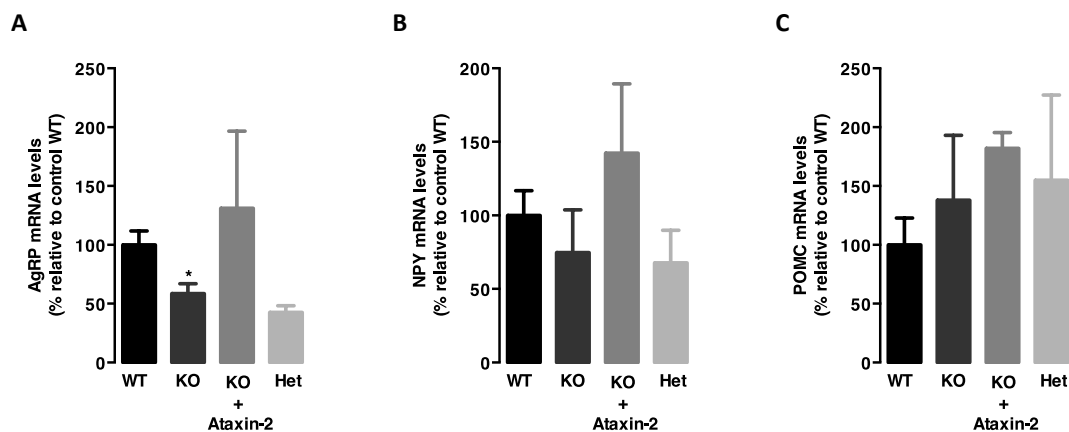 A
AgRP mRNA levels
(% relative to control WT)
250
200
150
100
50
0
*
WT KO KO Het
+
Ataxin-2
B
NPY mRNA levels
(% relative to control WT)
200
150
100
50
0
WT KO KO Het
+
Ataxin-2
C
POMC mRNA levels
(% relative to control WT)
250
200
150
100
50
0
WT KO KO Het
+
Ataxin-2